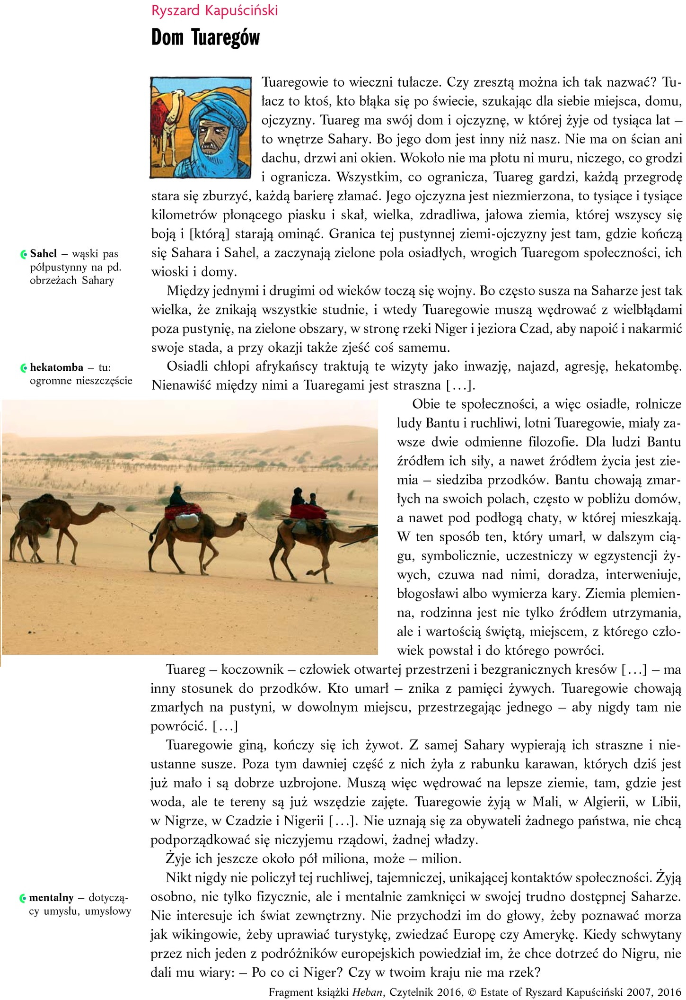 Ryszard Kapuściński
Dom Tuaregów
Tuaregowie to wieczni tułacze. Czy zresztą można ich tak nazwać? Tu-
łacz to ktoś, kto błąka się po świecie, szukając dla siebie miejsca, domu,
ojczyzny. Tuareg ma swój dom i ojczyznę, w której żyje od tysiąca lat –
to wnętrze Sahary. Bo jego dom jest inny niż nasz. Nie ma on ścian ani
dachu, drzwi ani okien. Wokoło nie ma płotu ni muru, niczego, co grodzi
i ogranicza. Wszystkim, co ogranicza, Tuareg gardzi, każdą przegrodę
stara się zburzyć, każdą barierę złamać. Jego ojczyzna jest niezmierzona, to tysiące i tysiące
kilometrów płonącego piasku i skał, wielka, zdradliwa, jałowa ziemia, której wszyscy się
boją i [którą] starają ominąć. Granica tej pustynnej ziemi-ojczyzny jest tam, gdzie kończą
się Sahara i Sahel, a zaczynają zielone pola osiadłych, wrogich Tuaregom społeczności, ich
wioski i domy.
Sahel – wąski pas
półpustynny na pd.
obrzeżach Sahary
Między jednymi i drugimi od wieków toczą się wojny. Bo często susza na Saharze jest tak
wielka, że znikają wszystkie studnie, i wtedy Tuaregowie muszą wędrować z wielbłądami
poza pustynię, na zielone obszary, w stronę rzeki Niger i jeziora Czad, aby napoić i nakarmić
swoje stada, a przy okazji także zjeść coś samemu.
Osiadli chłopi afrykańscy traktują te wizyty jako inwazję, najazd, agresję, hekatombę.
Nienawiść między nimi a Tuaregami jest straszna [...].
hekatomba – tu:
ogromne nieszczęście
Obie te społeczności, a więc osiadłe, rolnicze
ludy Bantu i ruchliwi, lotni Tuaregowie, miały za-
wsze dwie odmienne filozofie. Dla ludzi Bantu
źródłem ich siły, a nawet źródłem życia jest zie-
mia – siedziba przodków. Bantu chowają zmar-
łych na swoich polach, często w pobliżu domów,
a nawet pod podłogą chaty, w której mieszkają.
W ten sposób ten, który umarł, w dalszym cią-
gu, symbolicznie, uczestniczy w egzystencji ży-
wych, czuwa nad nimi, doradza, interweniuje,
błogosławi albo wymierza kary. Ziemia plemien-
na, rodzinna jest nie tylko źródłem utrzymania,
ale i wartością świętą, miejscem, z którego czło-
wiek powstał i do którego powróci.
Tuareg – koczownik – człowiek otwartej przestrzeni i bezgranicznych kresów [...] – ma
inny stosunek do przodków. Kto umarł – znika z pamięci żywych. Tuaregowie chowają
zmarłych na pustyni, w dowolnym miejscu, przestrzegając jednego – aby nigdy tam nie
powrócić. [...]
Tuaregowie giną, kończy się ich żywot. Z samej Sahary wypierają ich straszne i nie-
ustanne susze. Poza tym dawniej część z nich żyła z rabunku karawan, których dziś jest
już mało i są dobrze uzbrojone. Muszą więc wędrować na lepsze ziemie, tam, gdzie jest
woda, ale te tereny są już wszędzie zajęte. Tuaregowie żyją w Mali, w Algierii, w Libii,
w Nigrze, w Czadzie i Nigerii [...]. Nie uznają się za obywateli żadnego państwa, nie chcą
podporządkować się niczyjemu rządowi, żadnej władzy.
Żyje ich jeszcze około pół miliona, może – milion.
Nikt nigdy nie policzył tej ruchliwej, tajemniczej, unikającej kontaktów społeczności. Żyją
osobno, nie tylko fizycznie, ale i mentalnie zamknięci w swojej trudno dostępnej Saharze.
Nie interesuje ich świat zewnętrzny. Nie przychodzi im do głowy, żeby poznawać morza
jak wikingowie, żeby uprawiać turystykę, zwiedzać Europę czy Amerykę. Kiedy schwytany
przez nich jeden z podróżników europejskich powiedział im, że chce dotrzeć do Nigru, nie
dali mu wiary: – Po co ci Niger? Czy w twoim kraju nie ma rzek?
mentalny – dotyczą-
cy umysłu, umysłowy
Fragment książki Heban, Czytelnik 2016, © Estate of Ryszard Kapuściński 2007, 2016